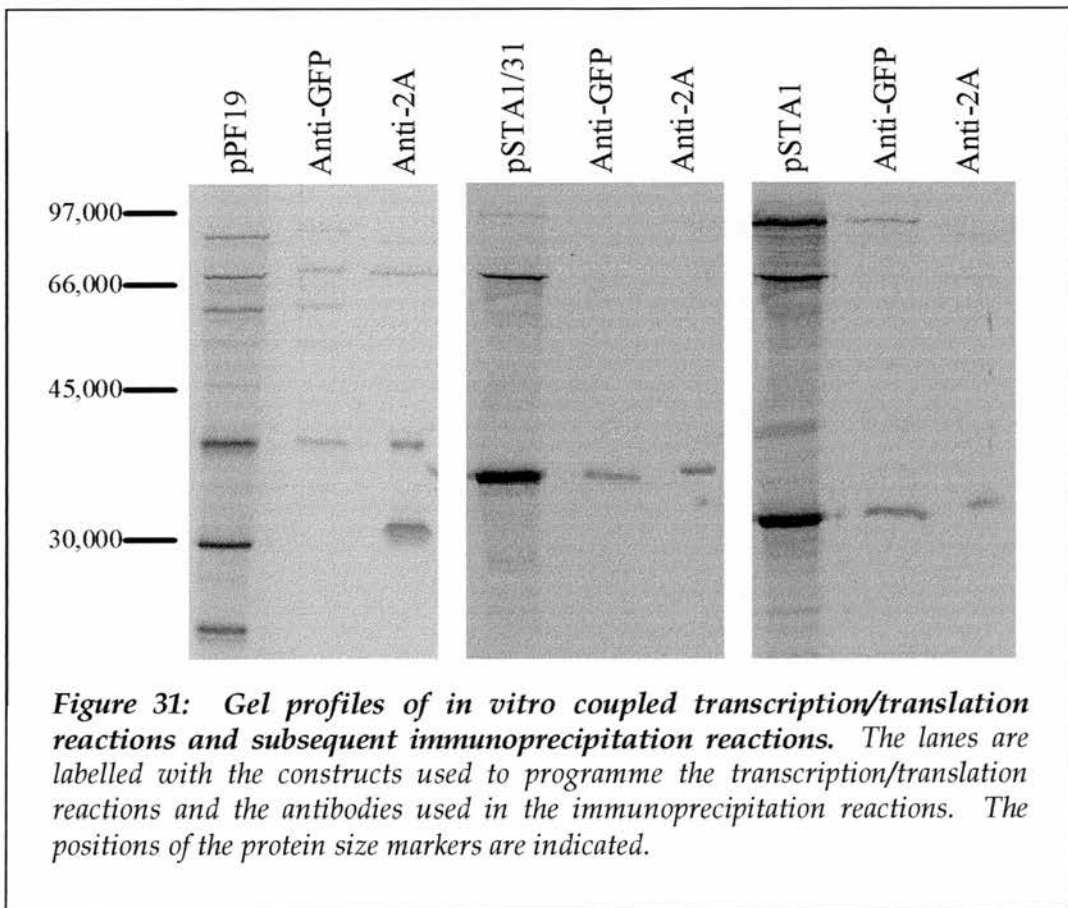 pPF19
Anti-GFP
Anti-2A
pSTA1/31
Anti-GFP
Anti-2A
pSTA1
Anti-GFP
Anti-2A
97,000
66,000
45,000
30,000
Figure 31: Gel profiles of in vitro coupled transcription/translation
reactions and subsequent immunoprecipitation reactions. The lanes are
labelled with the constructs used to programme the transcription/translation
reactions and the antibodies used in the immunoprecipitation reactions. The
positions of the protein size markers are indicated.